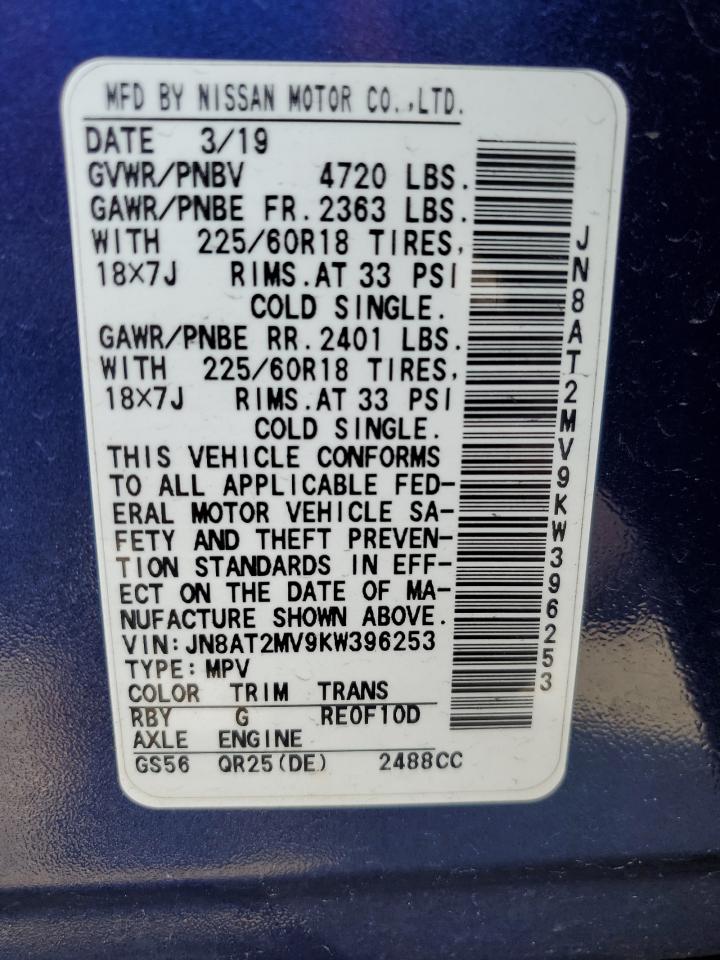 MFD BY NISSAN MOTOR CO.,LTD.
DATE 3/19
GVWR/PNBV 4720 LBS.
GAWR/PNBE FR. 2363 LBS.
WITH 225/60R18 TIRES,
18×7J RIMS. AT 33 PSI
COLD SINGLE.
GAWR/PNBE RR. 2401 LBS.
WITH 225/60R18 TIRES,
18×7J RIMS. AT 33 PSI
COLD SINGLE.
THIS VEHICLE CONFORMS
TO ALL APPLICABLE FED-
ERAL MOTOR VEHICLE SA-
FETY AND THEFT PREVEN-
TION STANDARDS IN EFF-
ECT ON THE DATE OF MA-
NUFACTURE SHOWN ABOVE.
VIN: JN8AT2MV9KW396253
TYPE: MPV
COLOR TRIM TRANS
RBY G RE0F10D
AXLE ENGINE
GS56 QR25(DE) 2488CC
JN8AT2MV9KW396253